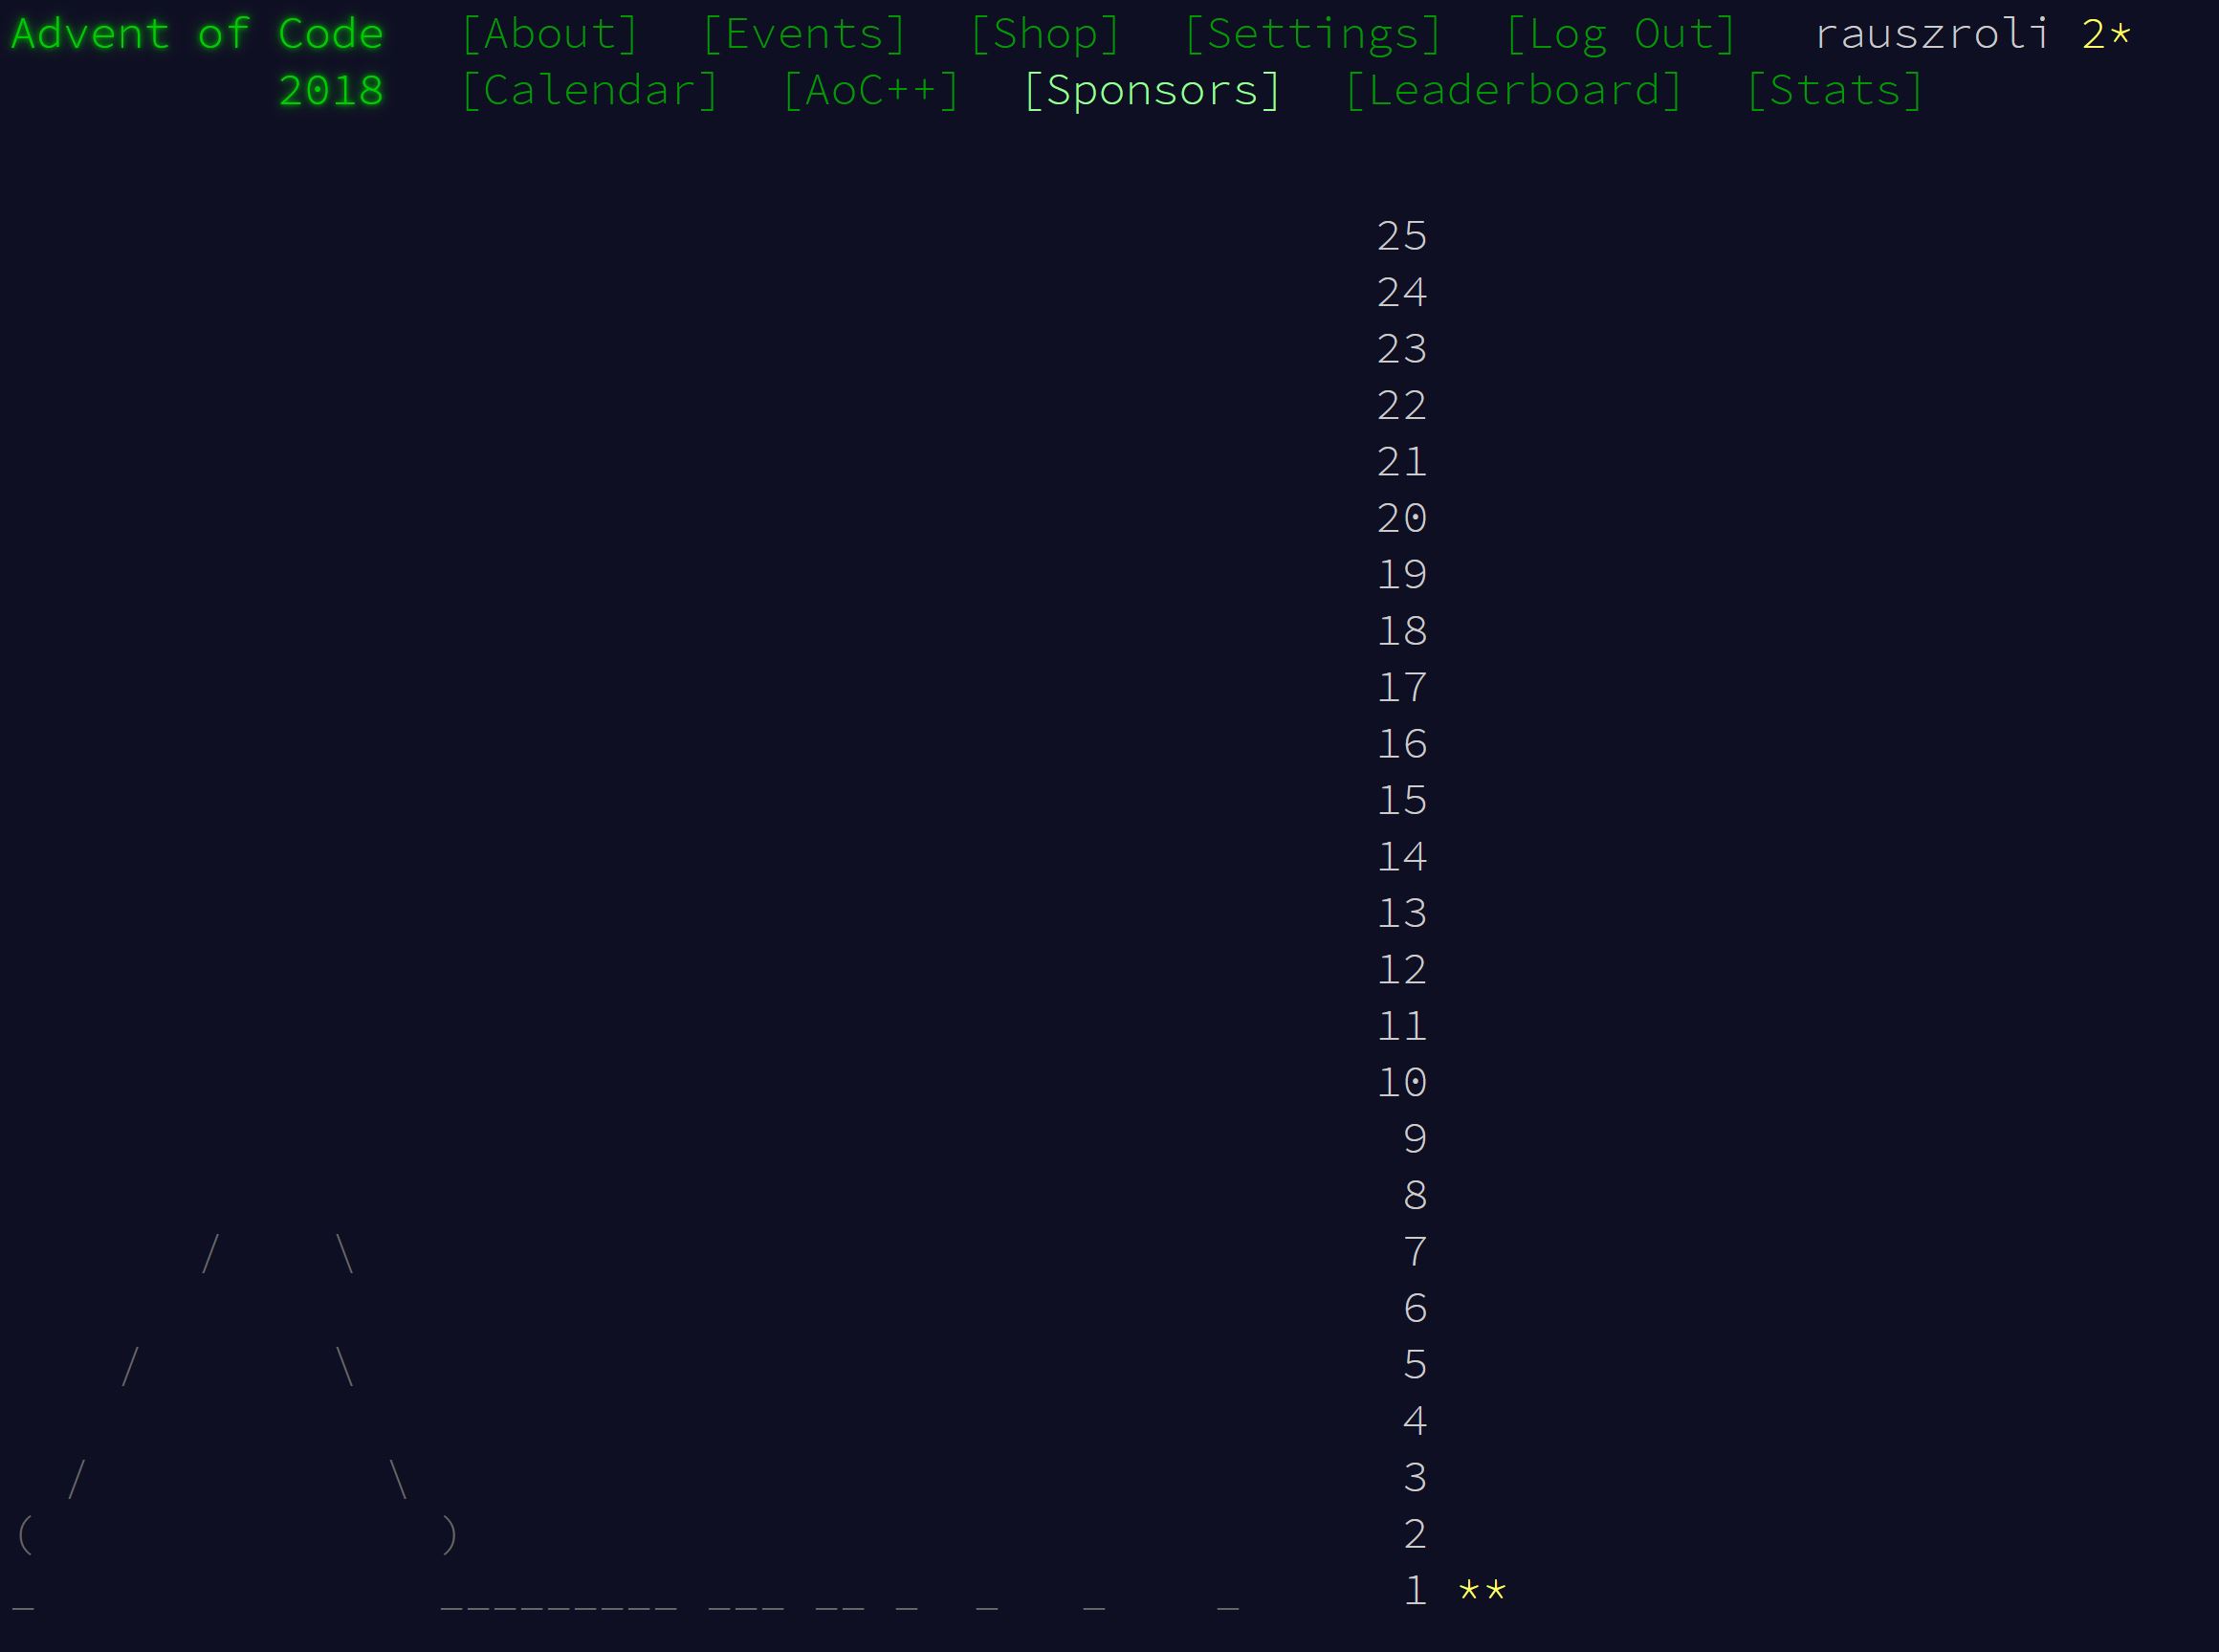 Advent of Code [About] [Events] [Shop] [Settings] [Log Out] rauszroli 2*
2018 [Calendar] [AoC++] [Sponsors] [Leaderboard] [Stats]
25
24
23
22
21
20
19
18
17
16
15
14
13
12
11
10
9
8
/    \ 7
6
/       \ 5
4
/           \ 3
(               ) 2
_               _________ ___ __ _  _   _    _ 1 **